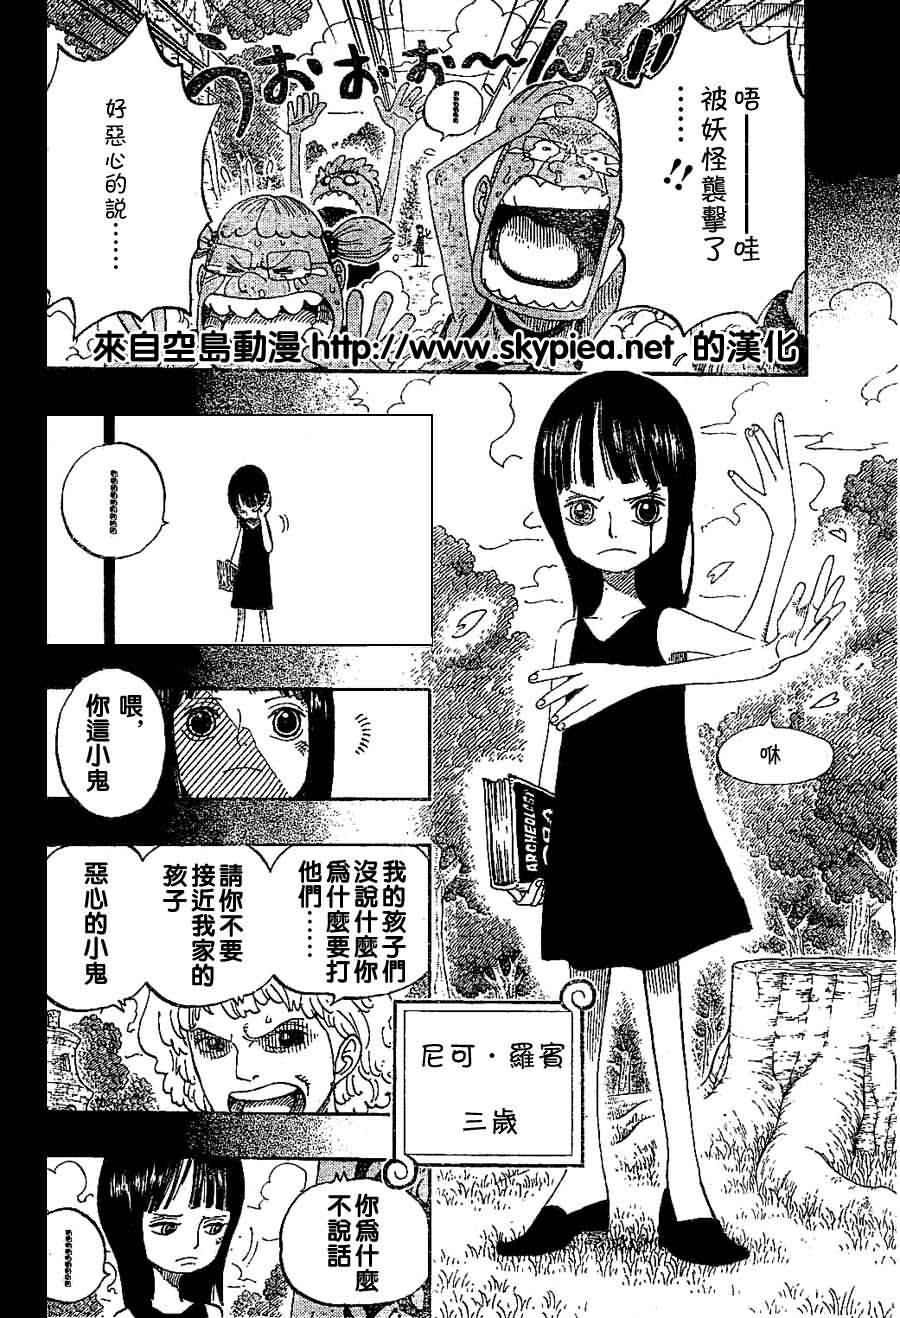 うおおお〜んっ!!
唔——哇
被妖怪襲擊了
……!!
……
好惡心的說……
來自空島動漫 http://www.skypiea.net 的漢化
咻
ARCHEOLOGY
尼可・羅賓
三歲
…………
喂,
你這小鬼
我的孩子們
沒說什麼你
為什麼要打
他們……
請你不要
接近我家的
孩子
惡心的小鬼
你為什麼
不說話
…………